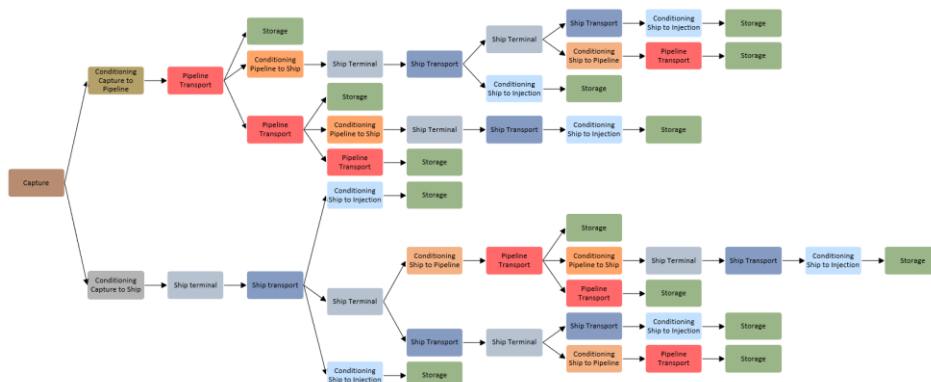 Ship Transport
Conditioning
Ship to Injection
Storage
Storage
Ship Terminal
Conditioning
Ship to Pipeline
Pipeline
Transport
Storage
Conditioning
Pipeline to Ship
Ship Terminal
Ship Transport
Conditioning
Capture to
Pipeline
Pipeline
Transport
Conditioning
Ship to Injection
Storage
Storage
Pipeline
Transport
Conditioning
Pipeline to Ship
Ship Terminal
Ship Transport
Conditioning
Ship to Injection
Storage
Pipeline
Transport
Storage
Capture
Conditioning
Ship to Injection
Storage
Storage
Conditioning
Ship to Pipeline
Pipeline
Transport
Conditioning
Pipeline to Ship
Ship Terminal
Ship Transport
Conditioning
Ship to Injection
Storage
Conditioning
Capture to Ship
Ship terminal
Ship transport
Ship Terminal
Pipeline
Transport
Storage
Ship Transport
Ship Terminal
Ship Transport
Conditioning
Ship to Injection
Storage
Conditioning
Ship to Pipeline
Pipeline
Transport
Storage
Conditioning
Ship to Injection
Storage